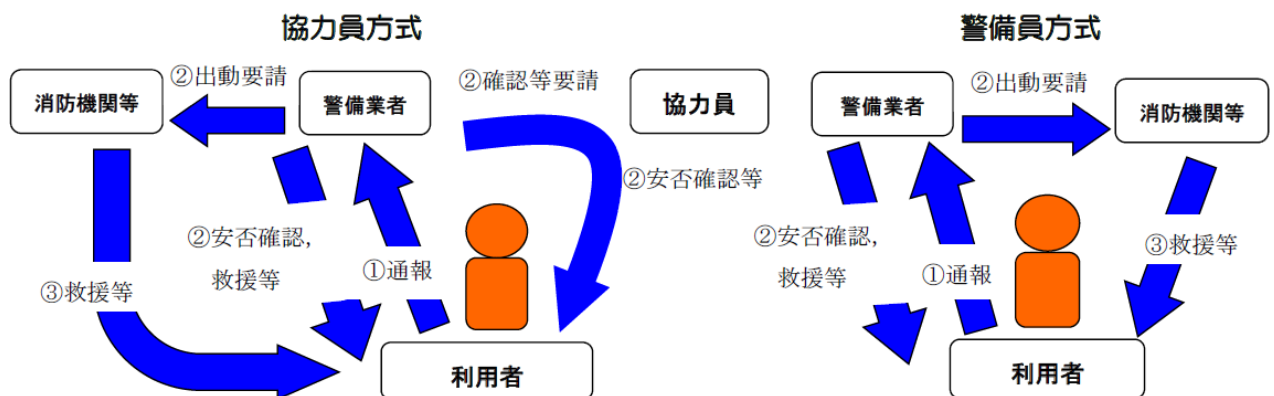 協力員方式
②出動要請
②確認等要請
消防機関等
警備業者
協力員
②安否確認等
②安否確認,
救援等
①通報
③救援等
利用者
警備員方式
②出動要請
警備業者
消防機関等
②安否確認,
救援等
①通報
③救援等
利用者